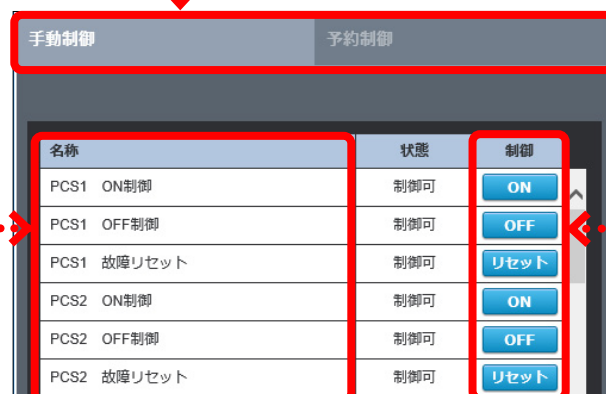 手動制御 予約制御
名称 状態 制御
PCS1 ON制御 制御可 ON
PCS1 OFF制御 制御可 OFF
PCS1 故障リセット 制御可 リセット
PCS2 ON制御 制御可 ON
PCS2 OFF制御 制御可 OFF
PCS2 故障リセット 制御可 リセット